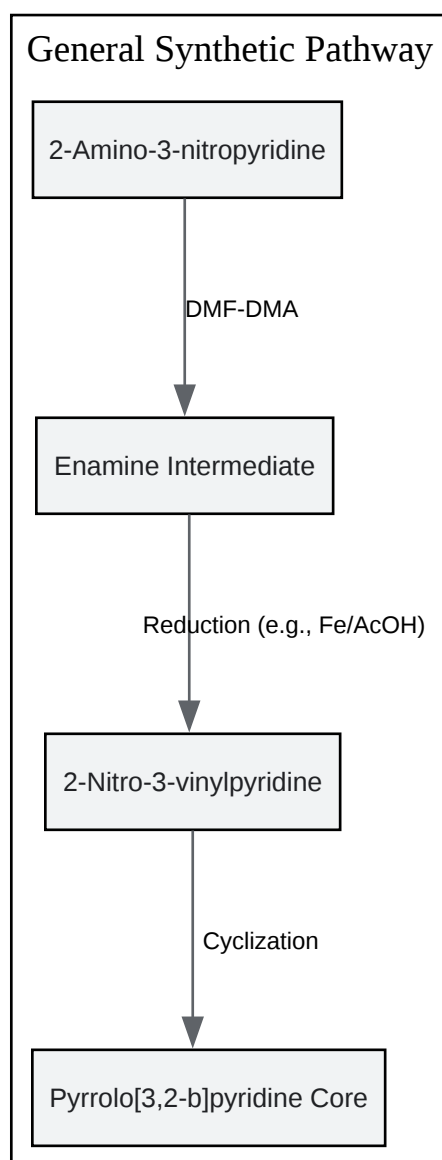 General Synthetic Pathway
2-Amino-3-nitropyridine
DMF-DMA
Enamine Intermediate
Reduction (e.g., Fe/AcOH)
2-Nitro-3-vinylpyridine
Cyclization
Pyrrolo[3,2-b]pyridine Core